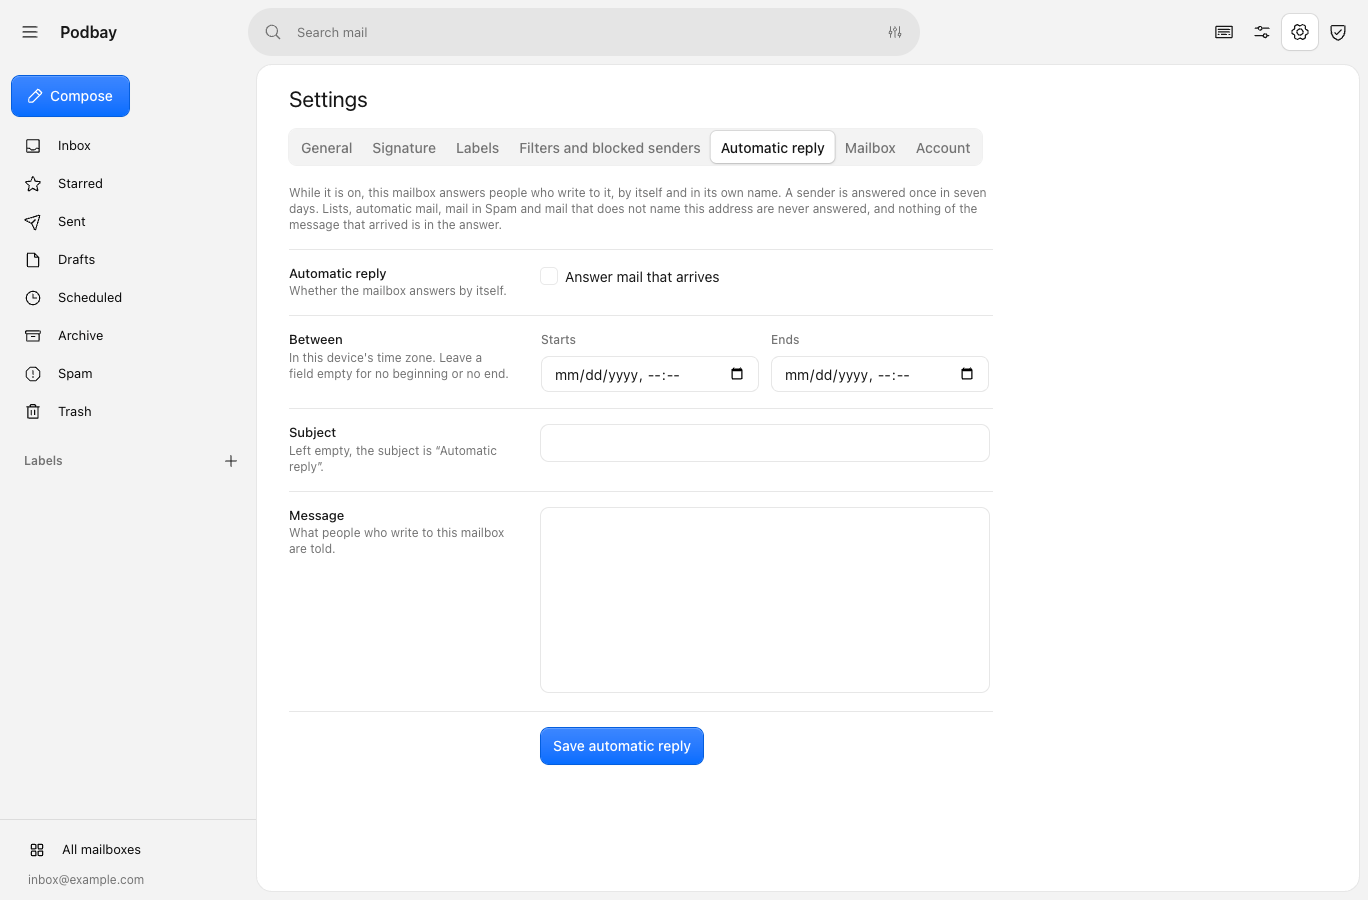 Podbay
Search mail
Compose
Inbox
Starred
Sent
Drafts
Scheduled
Archive
Spam
Trash
Labels
All mailboxes
inbox@example.com
Settings
General Signature Labels Filters and blocked senders Automatic reply Mailbox Account
While it is on, this mailbox answers people who write to it, by itself and in its own name. A sender is answered once in seven
days. Lists, automatic mail, mail in Spam and mail that does not name this address are never answered, and nothing of the
message that arrived is in the answer.
Automatic reply
Whether the mailbox answers by itself.
Answer mail that arrives
Between
In this device's time zone. Leave a
field empty for no beginning or no end.
Starts
mm/dd/yyyy, --:--
Ends
mm/dd/yyyy, --:--
Subject
Left empty, the subject is “Automatic
reply”.
Message
What people who write to this mailbox
are told.
Save automatic reply